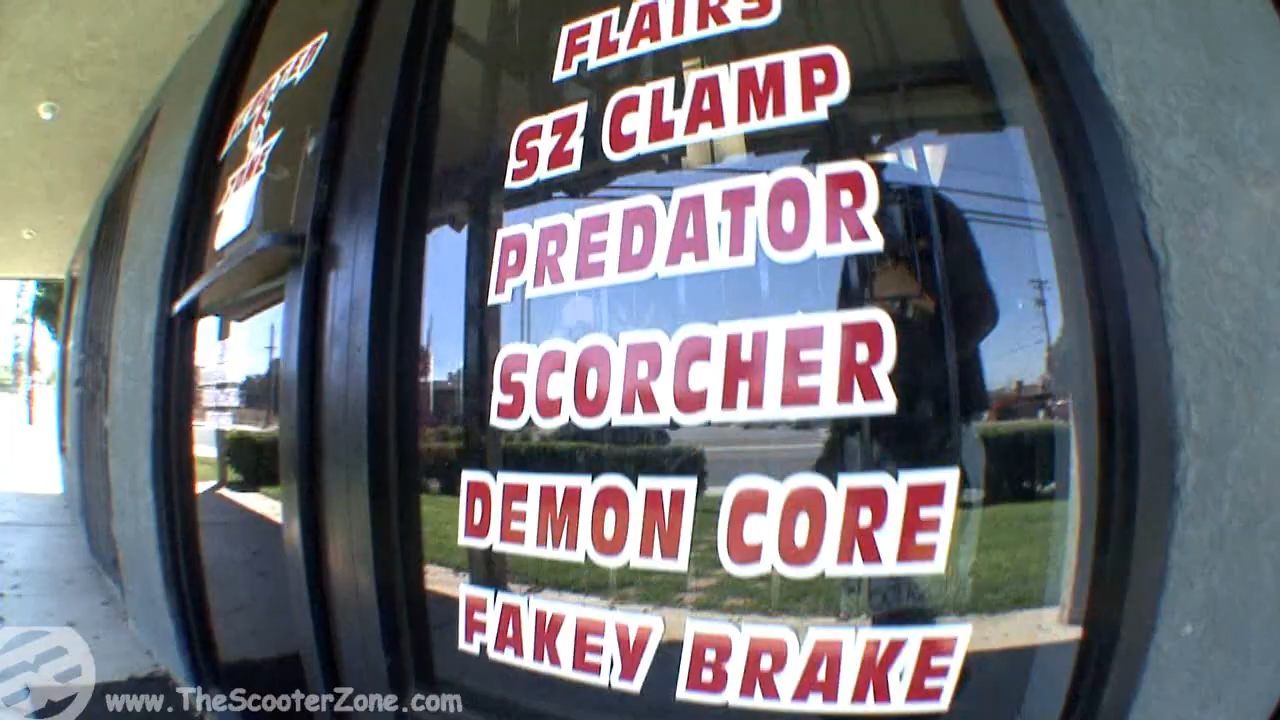 FLAIRS
SZ CLAMP
PREDATOR
SCORCHER
DEMON CORE
FAKEY BRAKE
www.TheScooterZone.com